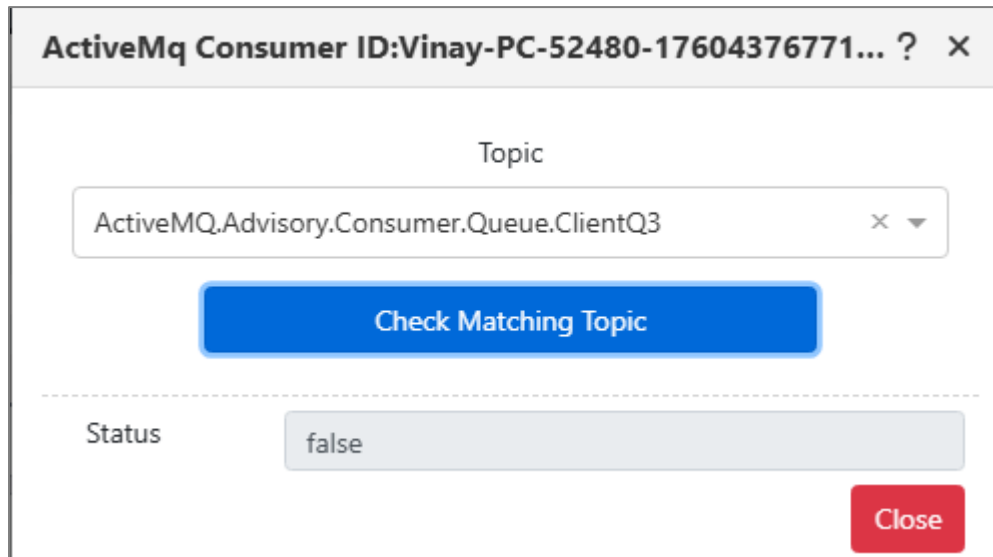 ActiveMq Consumer ID:Vinay-PC-52480-17604376771... ? ×
Topic
ActiveMQ.Advisory.Consumer.Queue.ClientQ3 ×
Check Matching Topic
Status false
Close